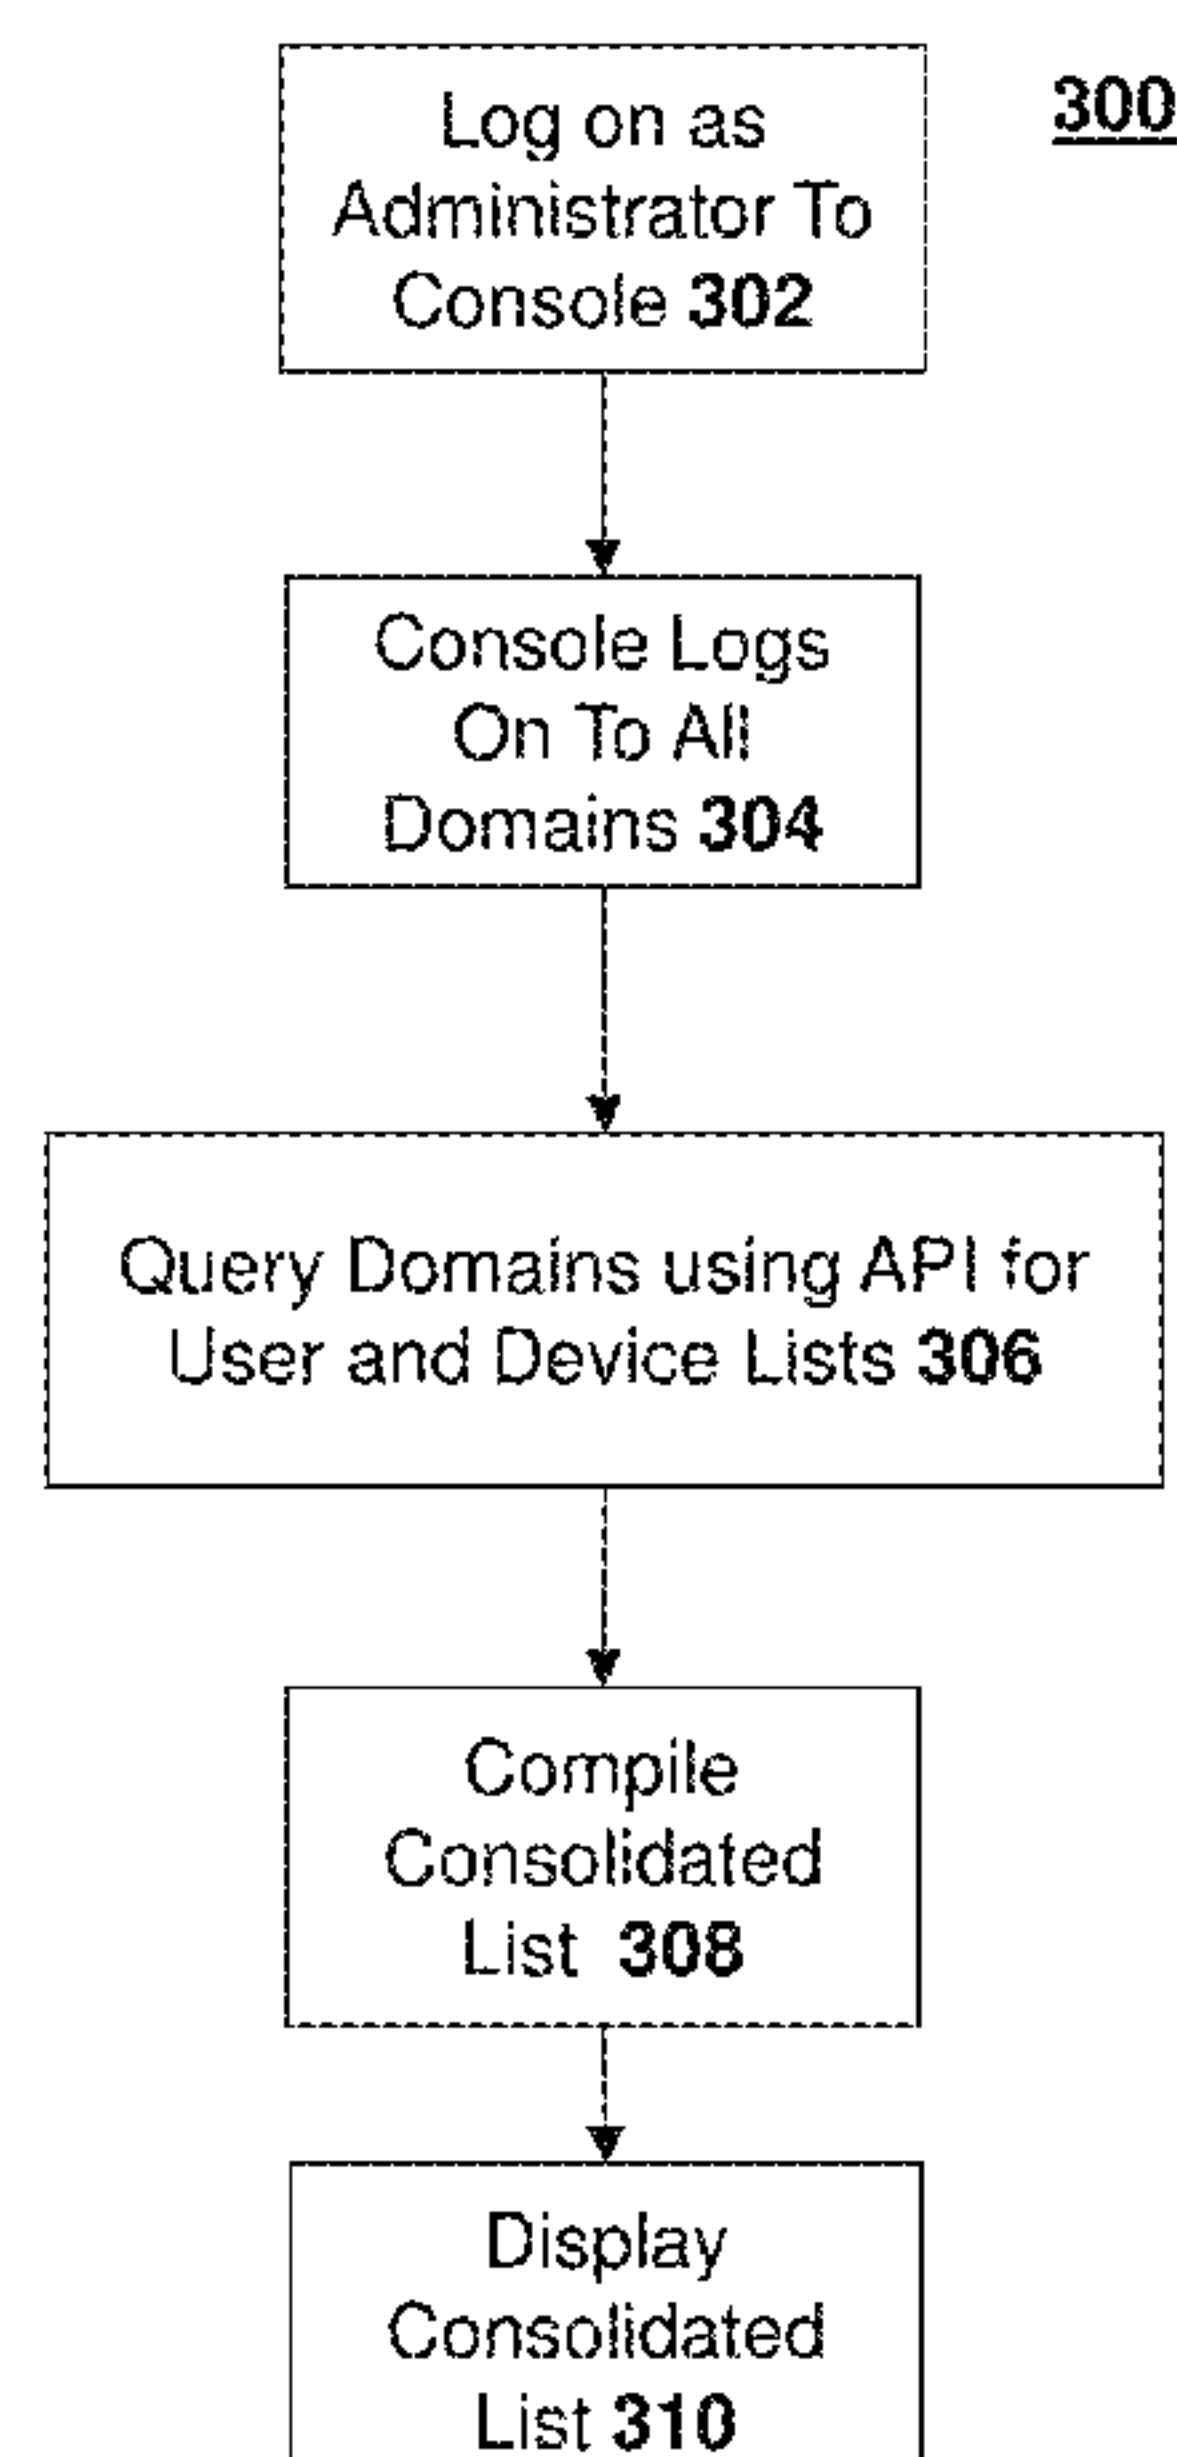 Log on as
Administrator To
Console 302
300
Console Logs
On To All
Domains 304
Query Domains using API for
User and Device Lists 306
Compile
Consolidated
List 308
Display
Consolidated
List 310